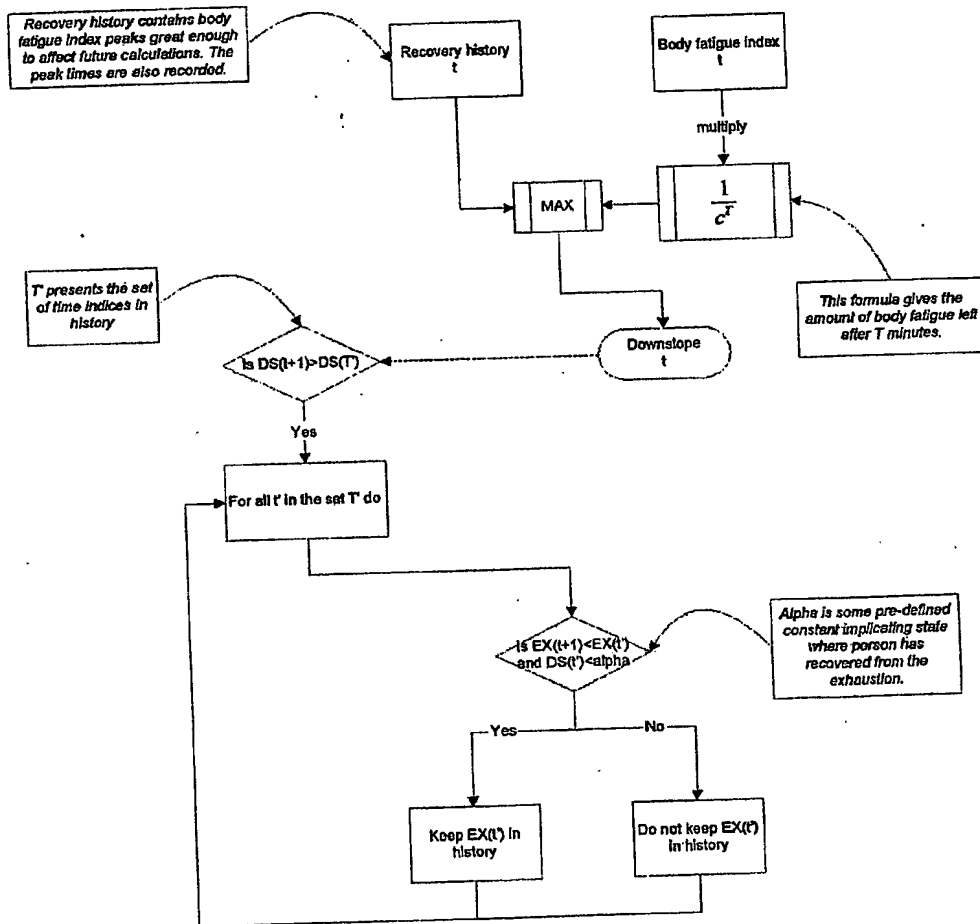 Recovery history contains body
fatigue index peaks great enough
to affect future calculations. The
peak times are also recorded.
Recovery history
t
Body fatigue index
t
multiply
MAX
1
c^T
T' presents the set
of time indices in
history
This formula gives the
amount of body fatigue left
after T minutes.
Is DS(t+1)>DS(T')
Downslope
t
Yes
For all t' in the set T' do
Is EX(t+1)<EX(t')
and DS(t')<alpha
Alpha is some pre-defined
constant implicating state
where person has
recovered from the
exhaustion.
Yes
No
Keep EX(t') in
history
Do not keep EX(t')
in history